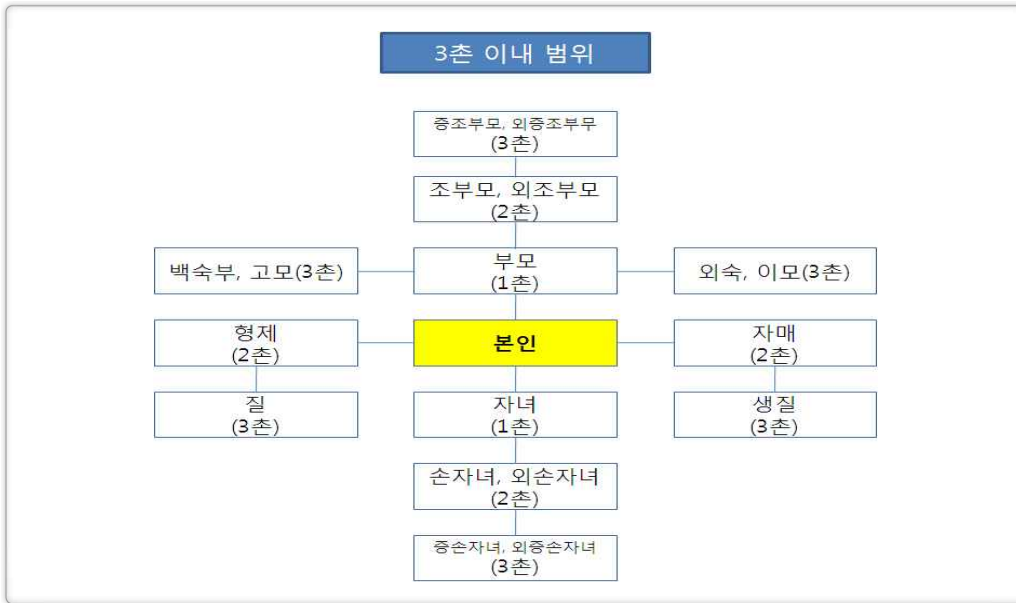 3촌 이내 범위
증조부모, 외증조부무
(3촌)
조부모, 외조부모
(2촌)
백숙부, 고모(3촌)
부모
(1촌)
외숙, 이모(3촌)
형제
(2촌)
본인
자매
(2촌)
질
(3촌)
자녀
(1촌)
생질
(3촌)
손자녀, 외손자녀
(2촌)
증손자녀, 외증손자녀
(3촌)